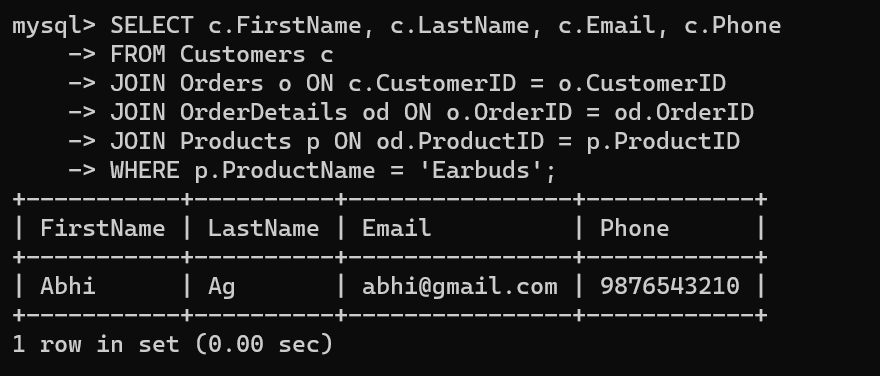 mysql> SELECT c.FirstName, c.LastName, c.Email, c.Phone
    -> FROM Customers c
    -> JOIN Orders o ON c.CustomerID = o.CustomerID
    -> JOIN OrderDetails od ON o.OrderID = od.OrderID
    -> JOIN Products p ON od.ProductID = p.ProductID
    -> WHERE p.ProductName = 'Earbuds';
+-----------+----------+----------------+------------+
| FirstName | LastName | Email          | Phone      |
+-----------+----------+----------------+------------+
| Abhi      | Ag       | abhi@gmail.com | 9876543210 |
+-----------+----------+----------------+------------+
1 row in set (0.00 sec)